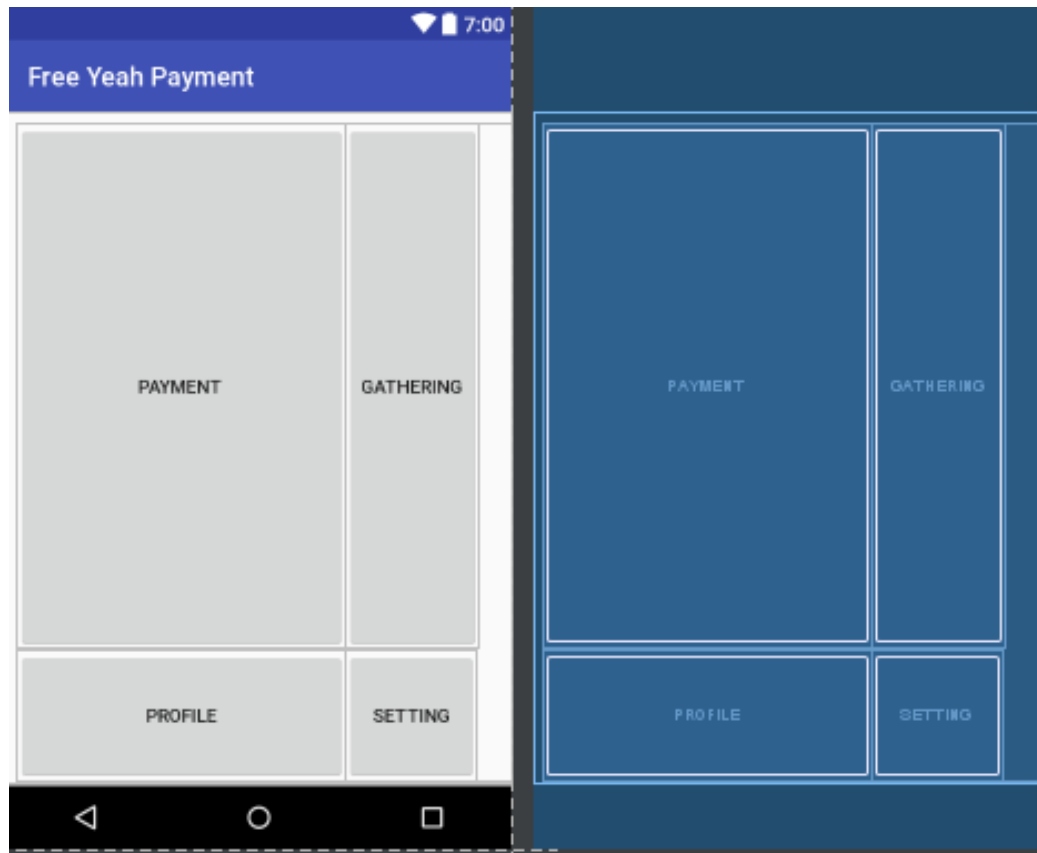 7:00
Free Yeah Payment
PAYMENT
GATHERING
PROFILE
SETTING
PAYMENT
GATHERING
PROFILE
SETTING